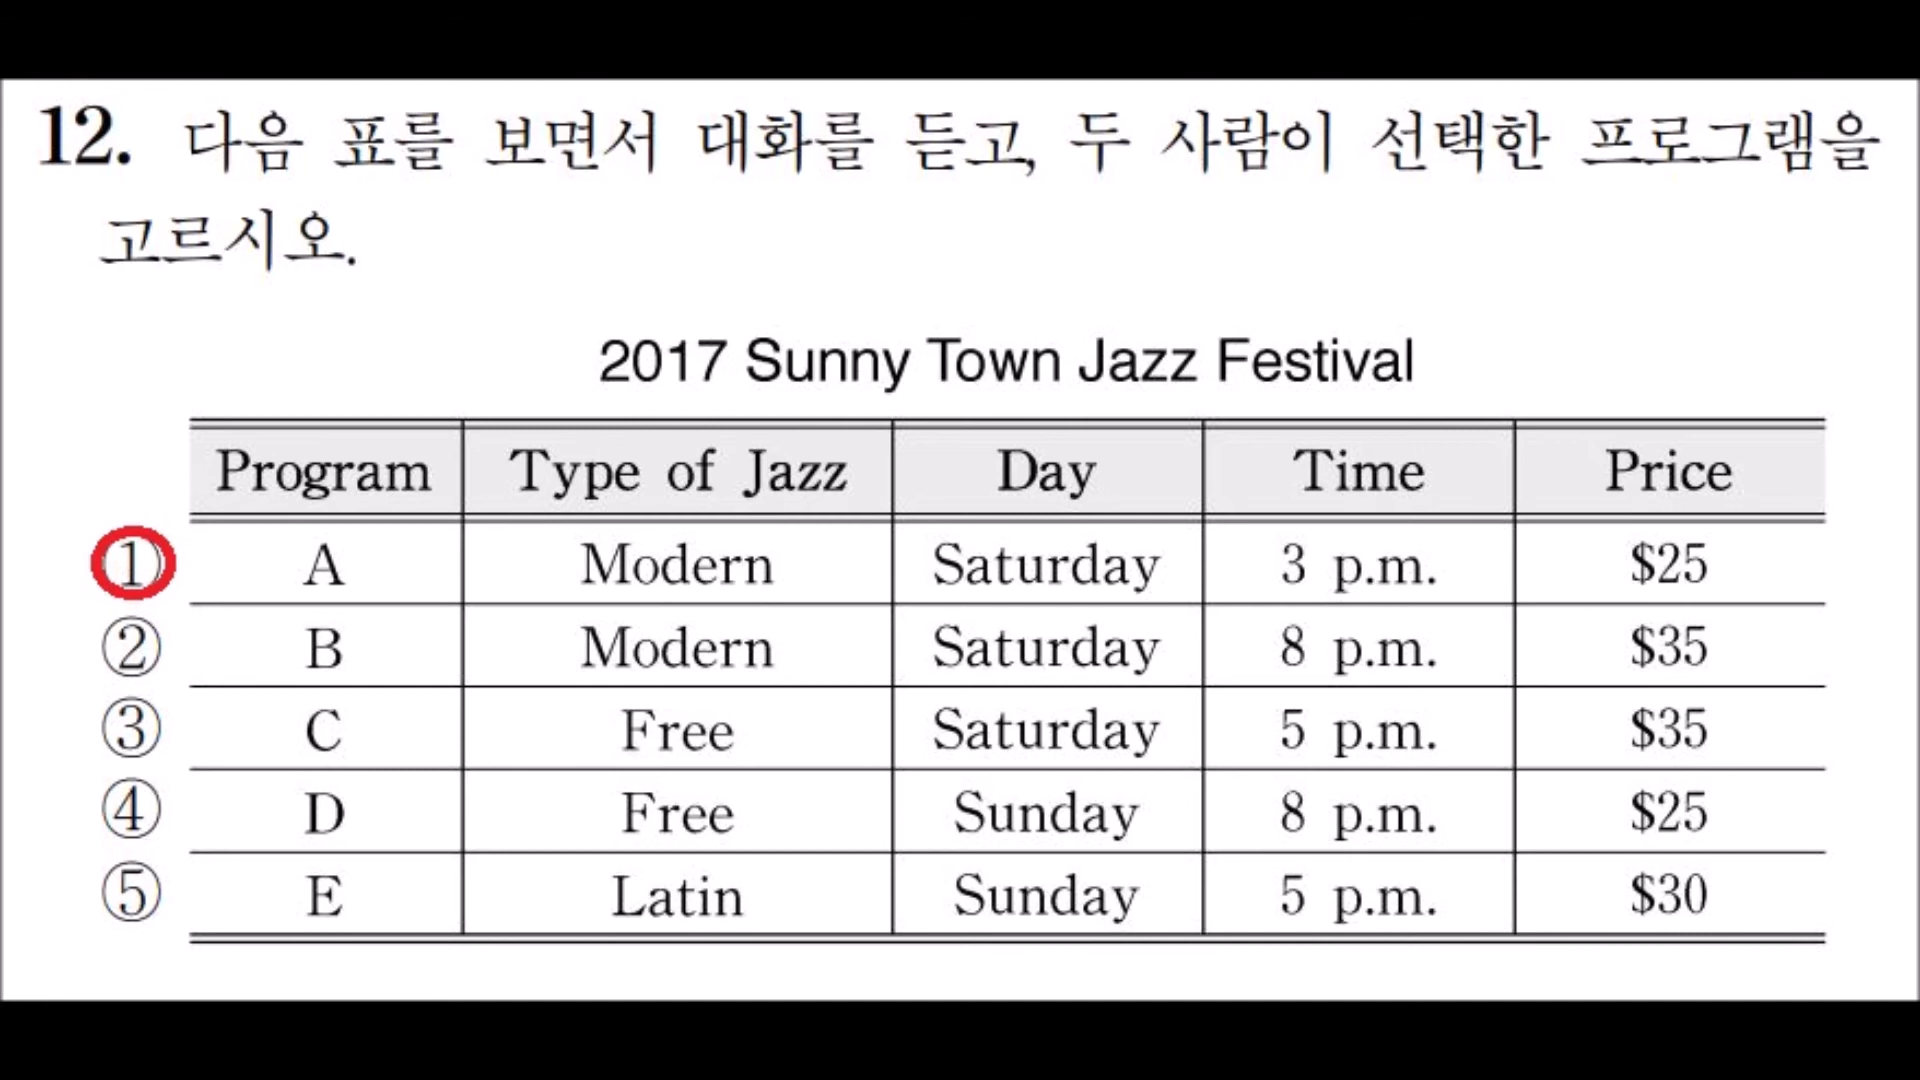 12. 다음 표를 보면서 대화를 듣고, 두 사람이 선택한 프로그램을
고르시오.
2017 Sunny Town Jazz Festival
Program Type of Jazz Day Time Price
① A Modern Saturday 3 p.m. $25
② B Modern Saturday 8 p.m. $35
③ C Free Saturday 5 p.m. $35
④ D Free Sunday 8 p.m. $25
⑤ E Latin Sunday 5 p.m. $30